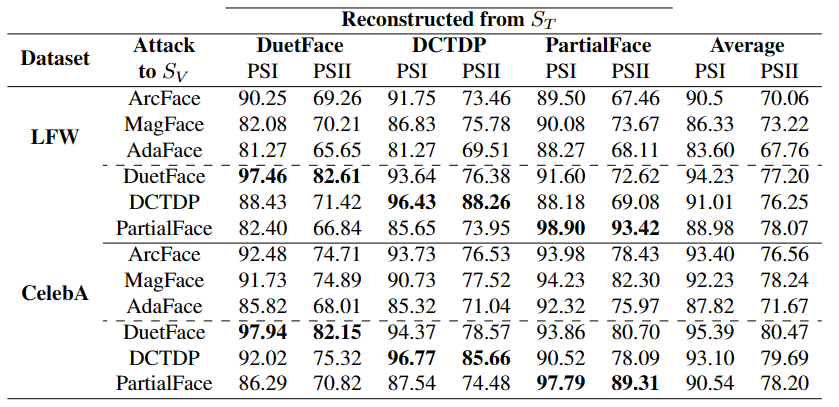 Reconstructed from S_T
Dataset Attack to S_V DuetFace DCTDP PartialFace Average
PSI PSII PSI PSII PSI PSII PSI PSII
LFW
ArcFace 90.25 69.26 91.75 73.46 89.50 67.46 90.5 70.06
MagFace 82.08 70.21 86.83 75.78 90.08 73.67 86.33 73.22
AdaFace 81.27 65.65 81.27 69.51 88.27 68.11 83.60 67.76
DuetFace 97.46 82.61 93.64 76.38 91.60 72.62 94.23 77.20
DCTDP 88.43 71.42 96.43 88.26 88.18 69.08 91.01 76.25
PartialFace 82.40 66.84 85.65 73.95 98.90 93.42 88.98 78.07
CelebA
ArcFace 92.48 74.71 93.73 76.53 93.98 78.43 93.40 76.56
MagFace 91.73 74.89 90.73 77.52 94.23 82.30 92.23 78.24
AdaFace 85.82 68.01 85.32 71.04 92.32 75.97 87.82 71.67
DuetFace 97.94 82.15 94.37 78.57 93.86 80.70 95.39 80.47
DCTDP 92.02 75.32 96.77 85.66 90.52 78.09 93.10 79.69
PartialFace 86.29 70.82 87.54 74.48 97.79 89.31 90.54 78.20